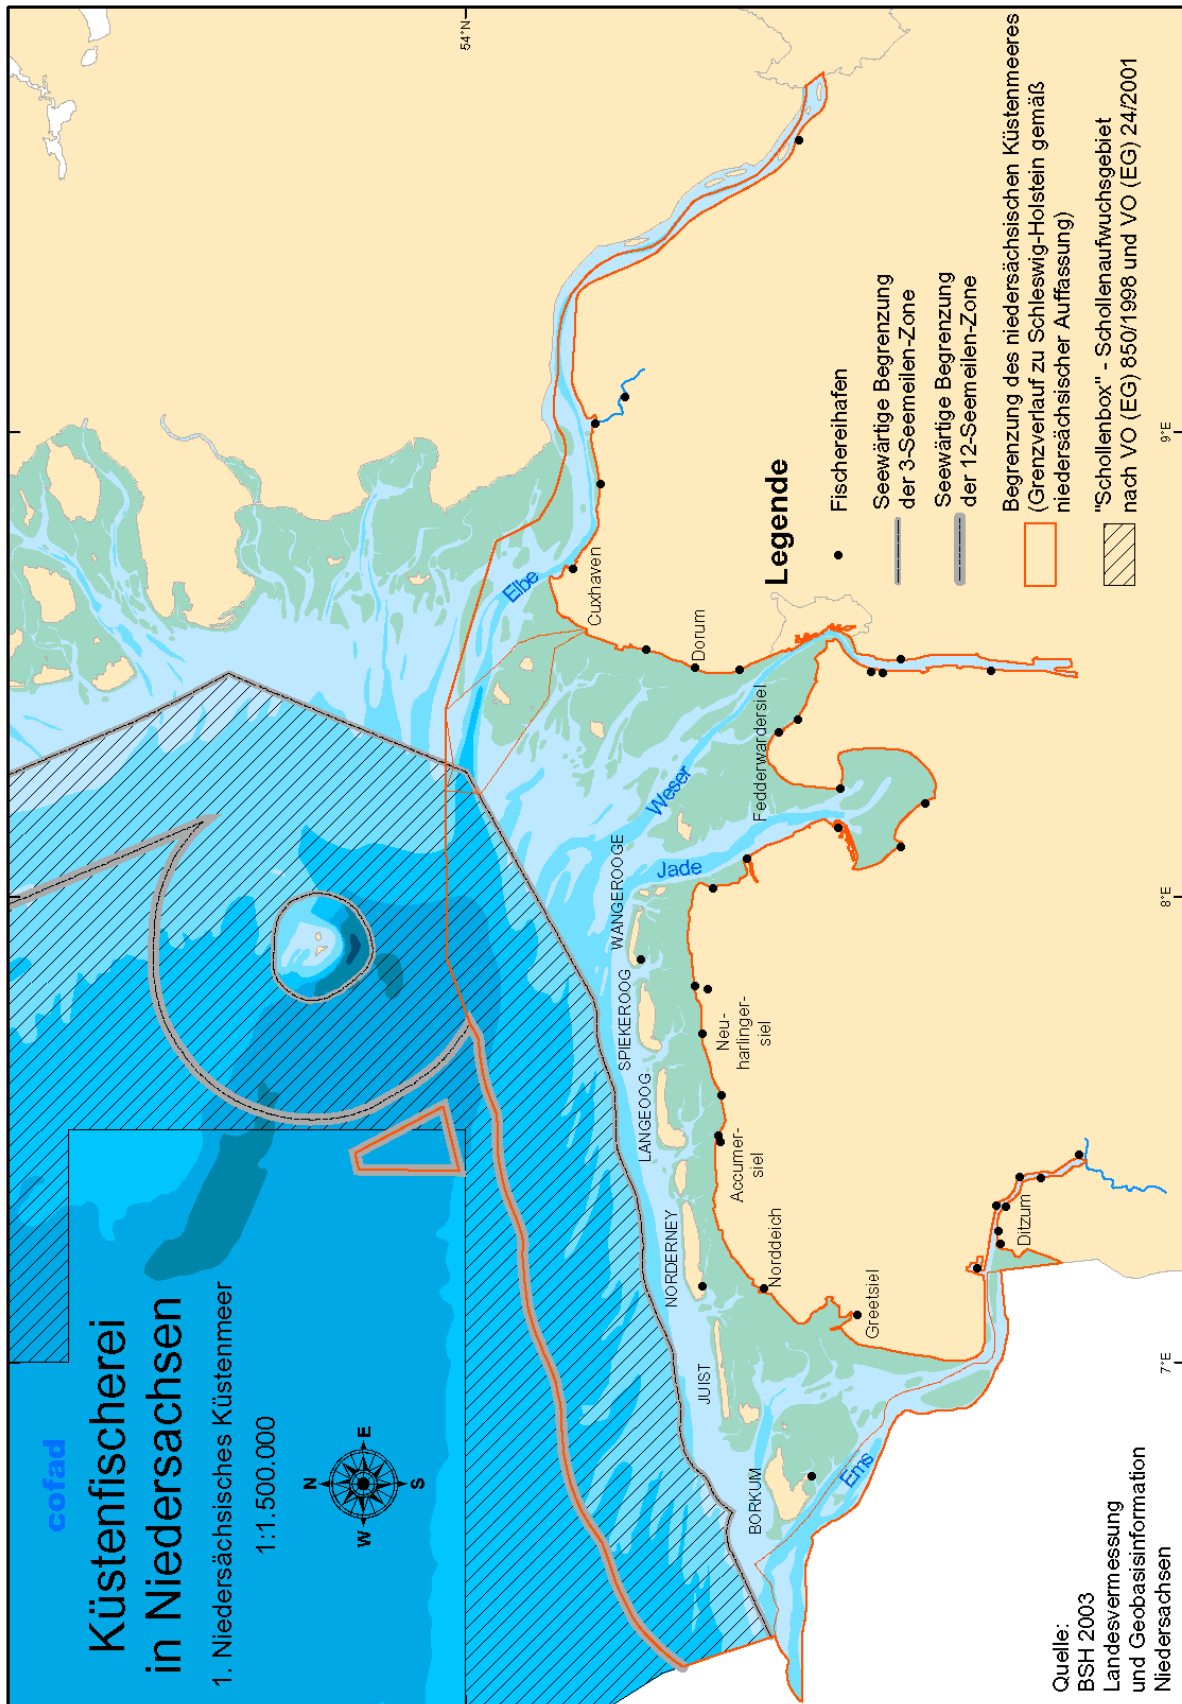 cofad
Küstenfischerei
in Niedersachsen
1. Niedersächsisches Küstenmeer
1:1.500.000
N
W
E
S
54°N
Elbe
Cuxhaven
Dorum
Weser
Fedderwardersiel
Jade
WANGEROOGE
SPIEKEROOG
LANGEOOG
NORDERNEY
JUIST
BORKUM
Neu-
harlinger-
siel
Accumer-
siel
Norddeich
Greetsiel
Ems
Ditzum
7°E
8°E
9°E
Legende
Fischereihafen
Seewärtige Begrenzung
der 3-Seemeilen-Zone
Seewärtige Begrenzung
der 12-Seemeilen-Zone
Begrenzung des niedersächsischen Küstenmeeres
(Grenzverlauf zu Schleswig-Holstein gemäß
niedersächsischer Auffassung)
"Schollenbox" - Schollenaufwuchsgebiet
nach VO (EG) 850/1998 und VO (EG) 24/2001
Quelle:
BSH 2003
Landesvermessung
und Geobasisinformation
Niedersachsen